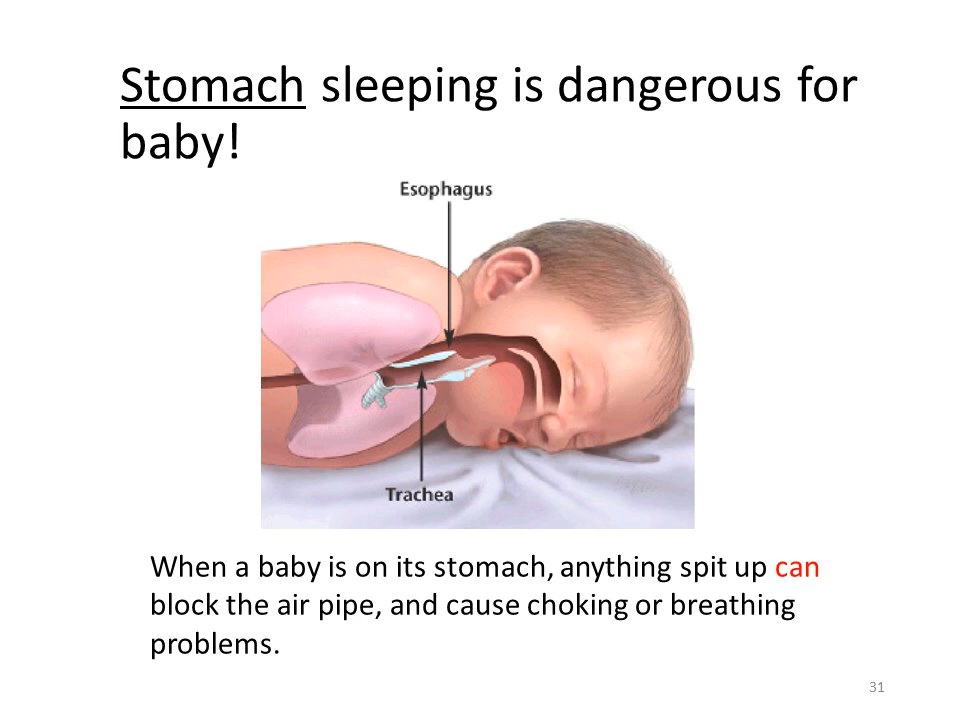 Stomach sleeping is dangerous for
baby!
Esophagus
Trachea
When a baby is on its stomach, anything spit up can
block the air pipe, and cause choking or breathing
problems.
31